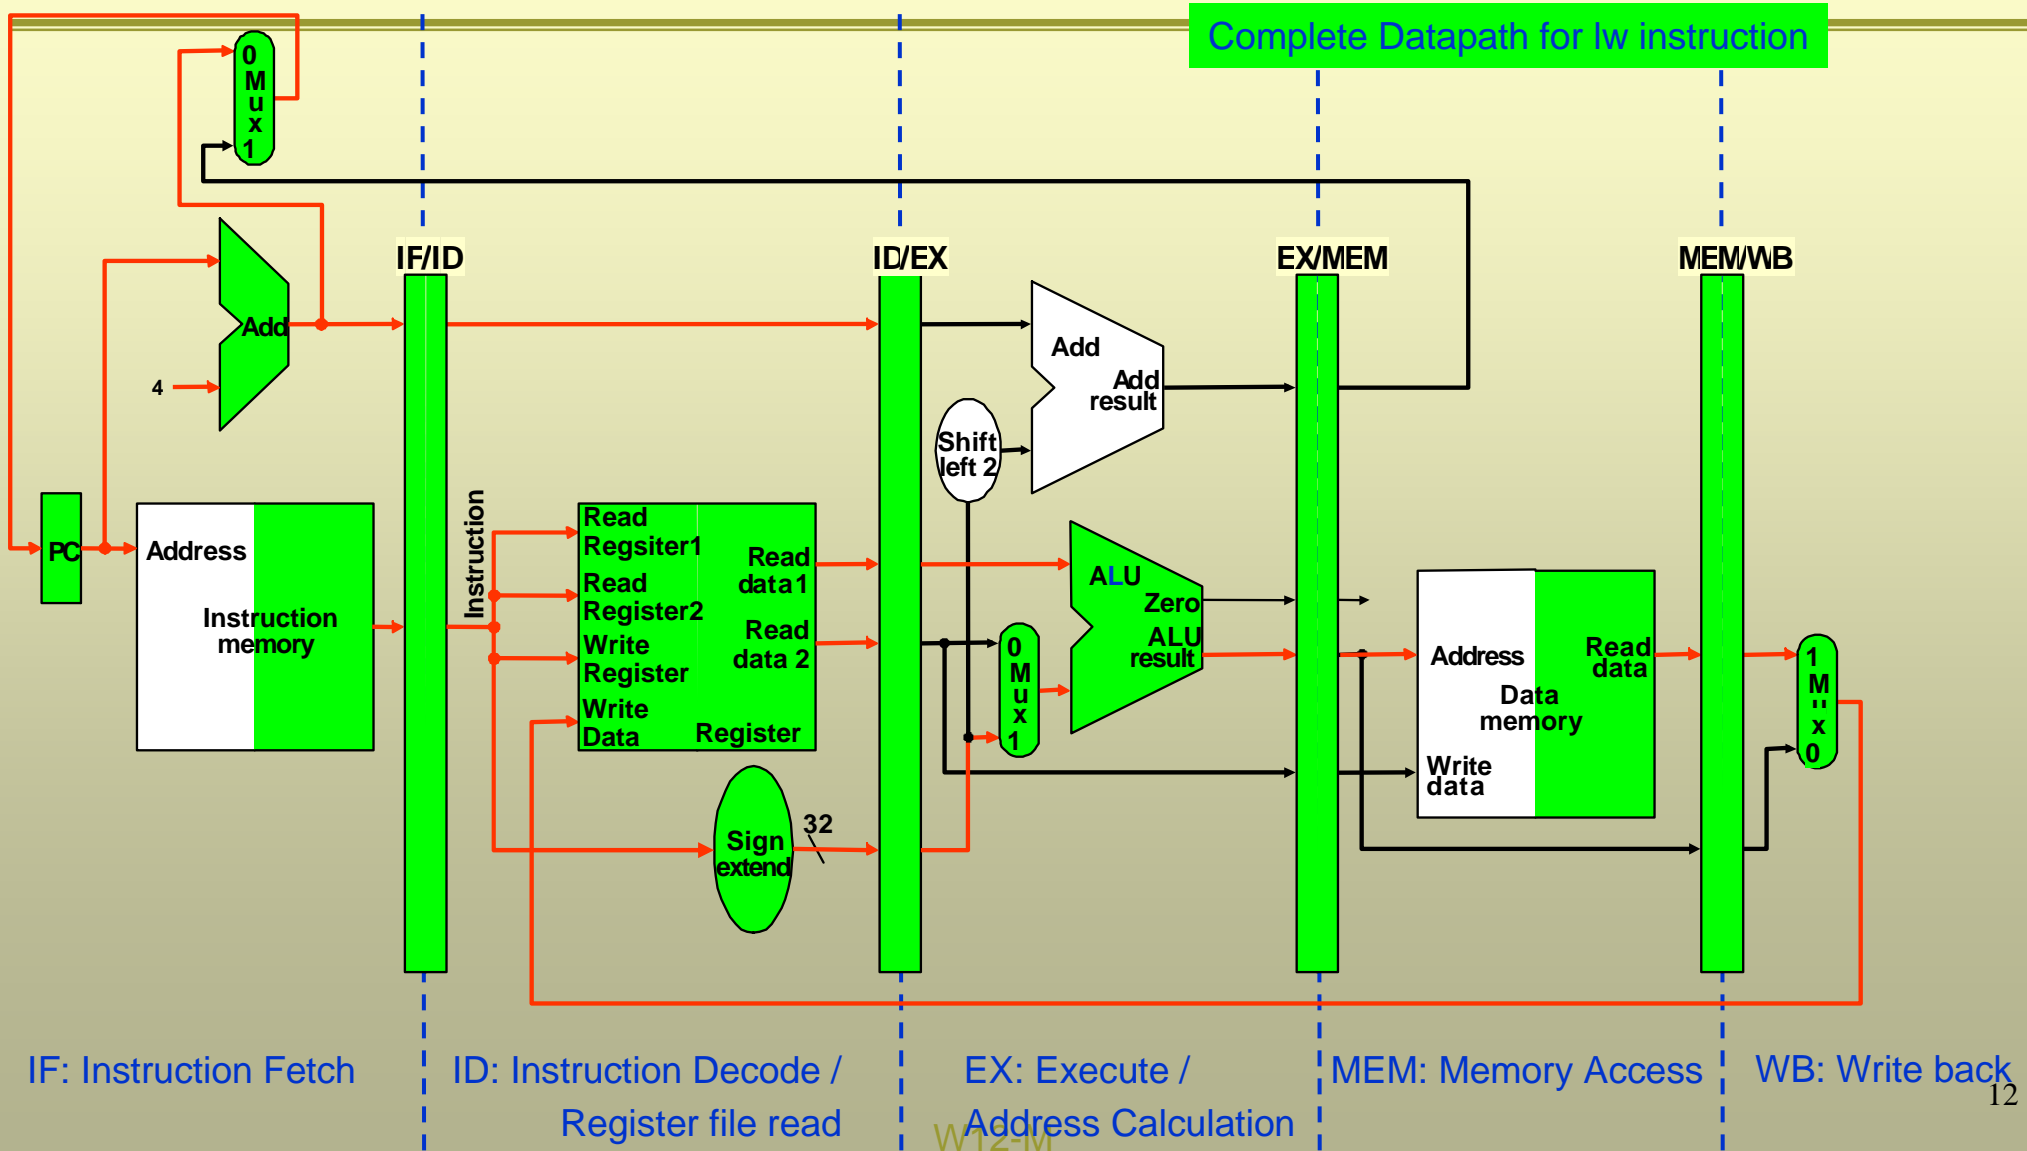 Complete Datapath for lw instruction
0
M
u
x
1
IF/ID
ID/EX
EX/MEM
MEM/WB
Add
4
Add
Add
result
Shift
left 2
PC
Address
Instruction
memory
Instruction
Read
Regsiter1
Read
Register2
Write
Register
Write
Data
Read
data1
Read
data 2
Register
Sign
extend
32
0
M
u
x
1
ALU
Zero
ALU
result
Address
Read
data
Data
memory
Write
data
1
M
u
x
0
IF: Instruction Fetch
ID: Instruction Decode /
Register file read
EX: Execute /
Address Calculation
MEM: Memory Access
WB: Write back
W12-M
12